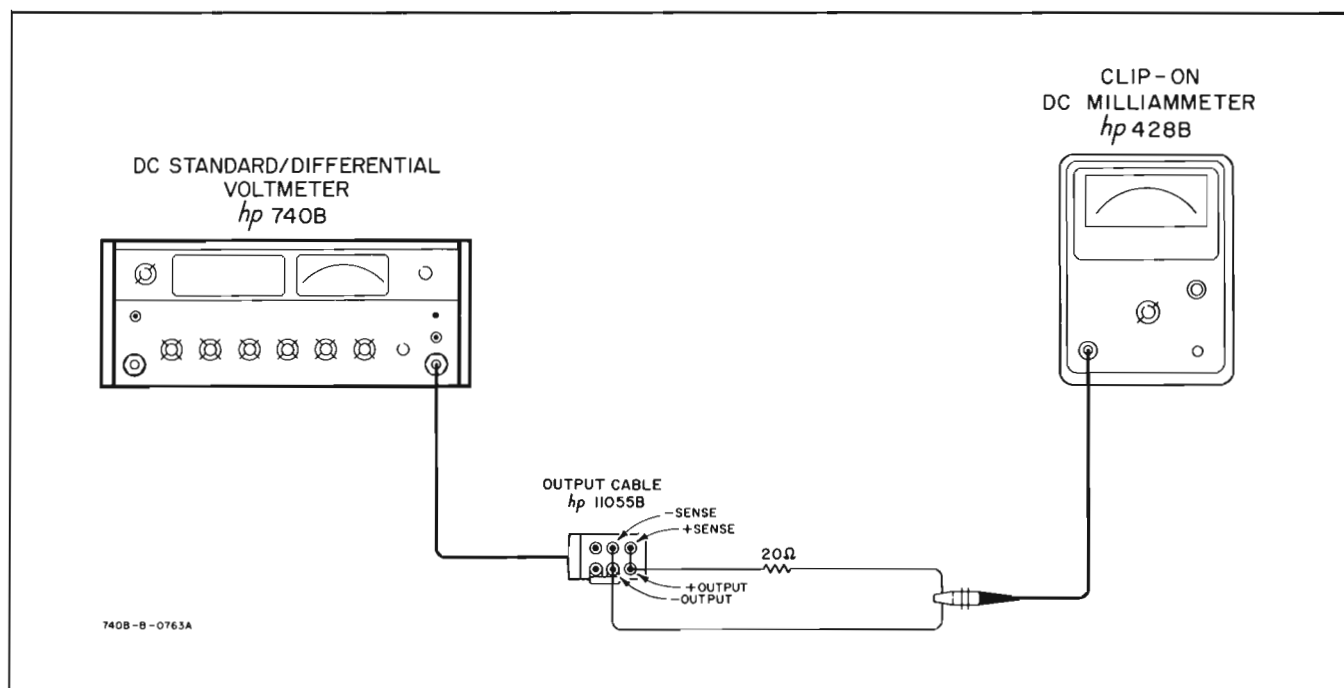 CLIP-ON
DC MILLIAMMETER
hp 428B
DC STANDARD/DIFFERENTIAL
VOLTMETER
hp 740B
OUTPUT CABLE
hp 11055B
-SENSE
+SENSE
20Ω
+OUTPUT
-OUTPUT
740B-B-0763A